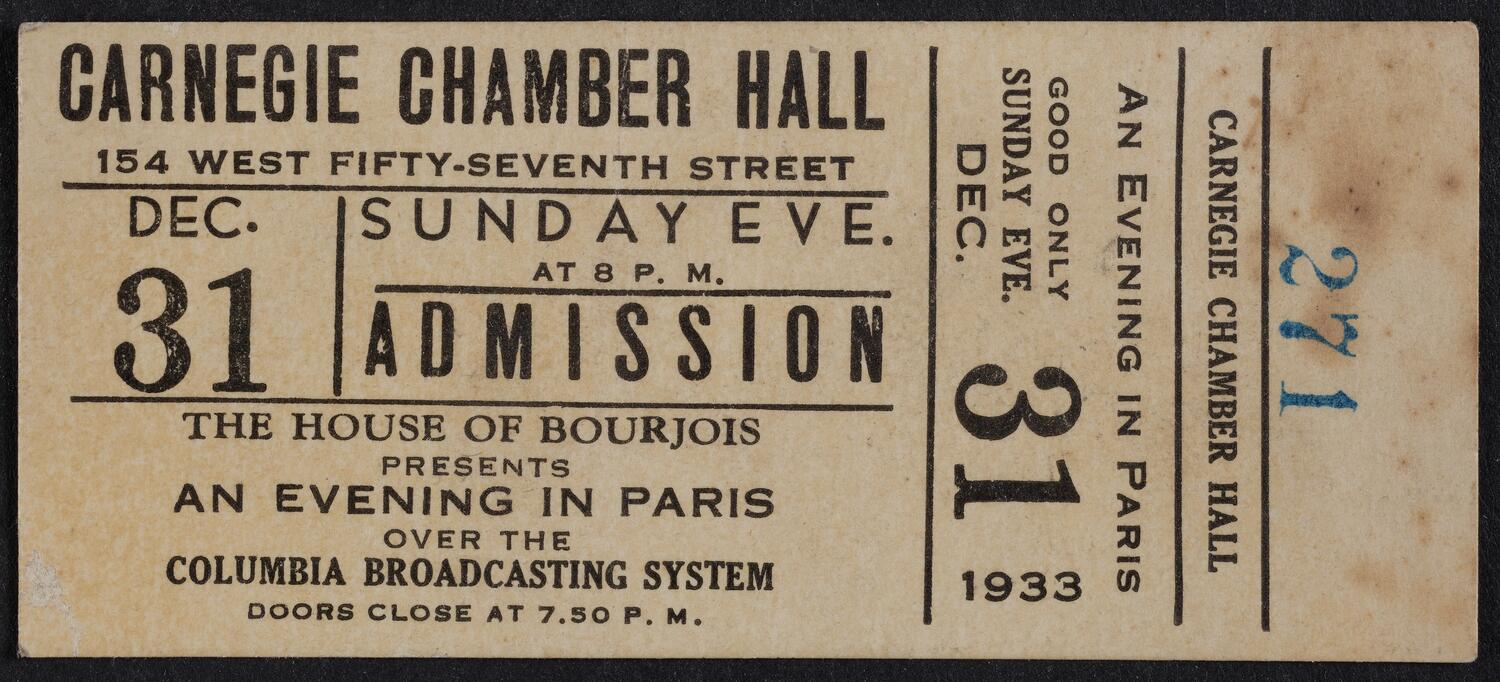 CARNEGIE CHAMBER HALL
154 WEST FIFTY-SEVENTH STREET
DEC.
31
SUNDAY EVE.
AT 8 P. M.
ADMISSION
THE HOUSE OF BOURJOIS
PRESENTS
AN EVENING IN PARIS
OVER THE
COLUMBIA BROADCASTING SYSTEM
DOORS CLOSE AT 7.50 P. M.
GOOD ONLY
SUNDAY EVE.
DEC.
31
1933
AN EVENING IN PARIS
CARNEGIE CHAMBER HALL
271